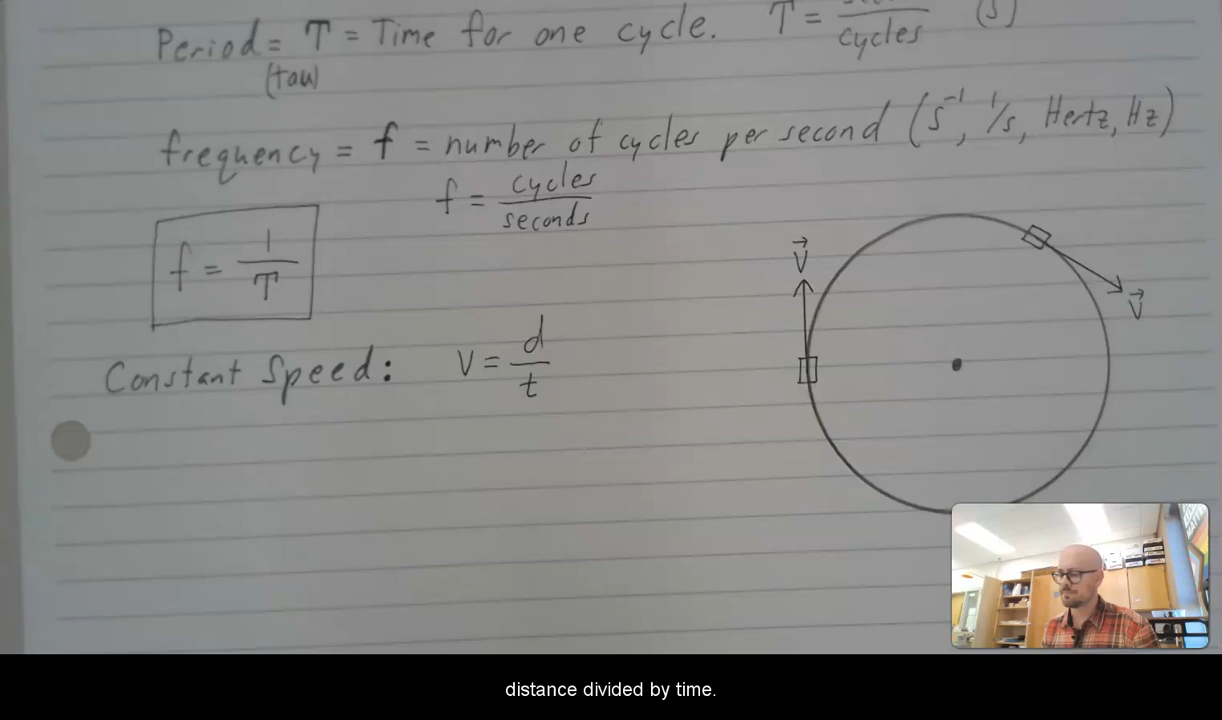 Period = T = Time for one cycle. T = cycles (s)
(tau)
frequency = f = number of cycles per second (s⁻¹, 1/s, Hertz, Hz)
f = cycles/seconds
f = 1/T
Constant Speed: V = d/t
V⃗
V⃗
distance divided by time.